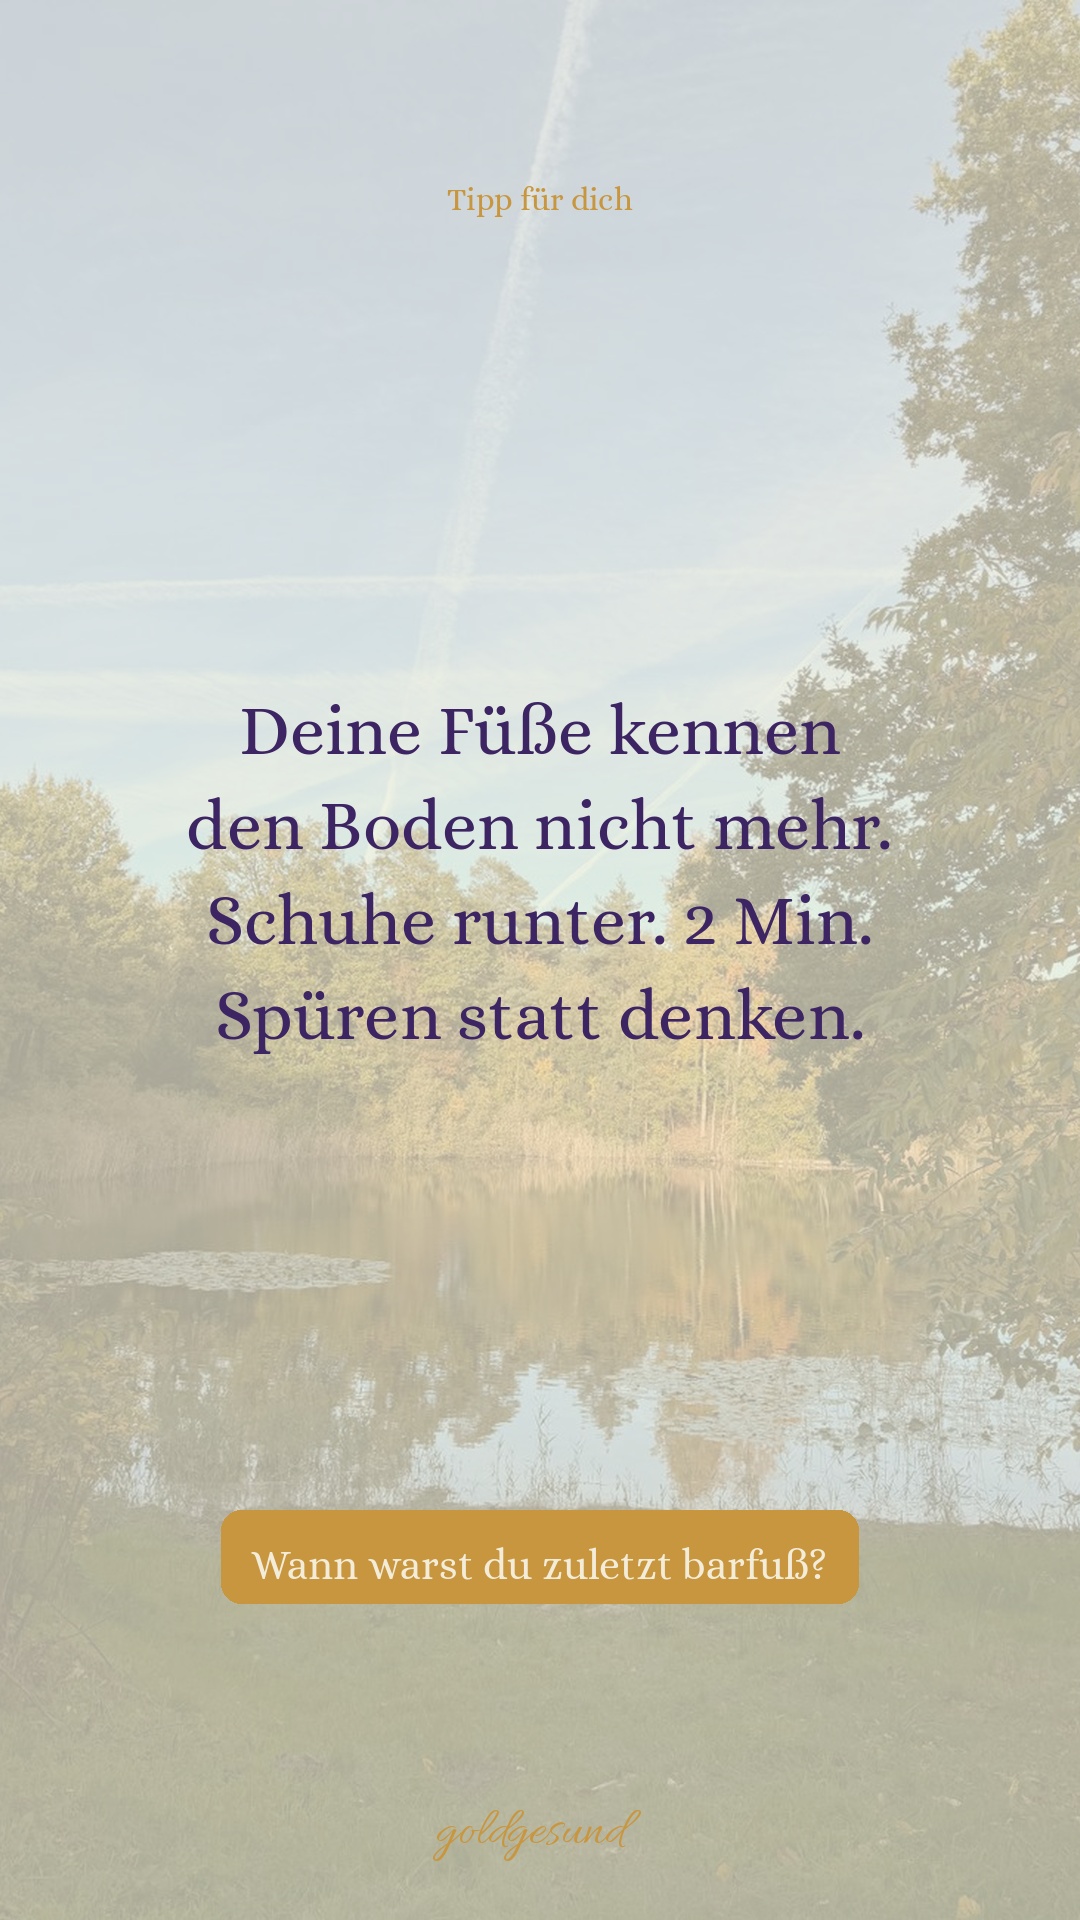 Tipp für dich
Deine Füße kennen
den Boden nicht mehr.
Schuhe runter. 2 Min.
Spüren statt denken.
Wann warst du zuletzt barfuß?
goldgesund